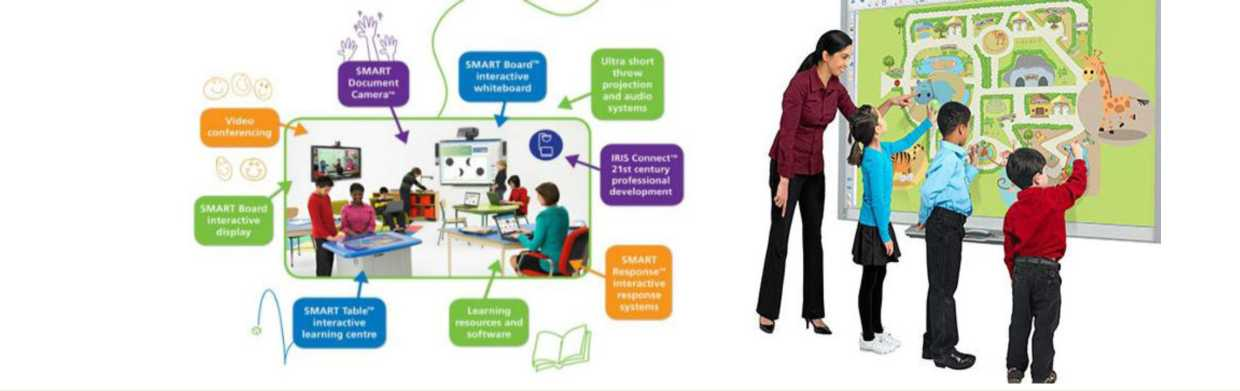 SMART
Document
Camera™
SMART Board™
interactive
whiteboard
Ultra short
throw
projection
and audio
systems
Video
conferencing
IRIS Connect™
21st century
professional
development
SMART Board
interactive
display
SMART
Response™
interactive
response
systems
SMART Table™
interactive
learning centre
Learning
resources and
software